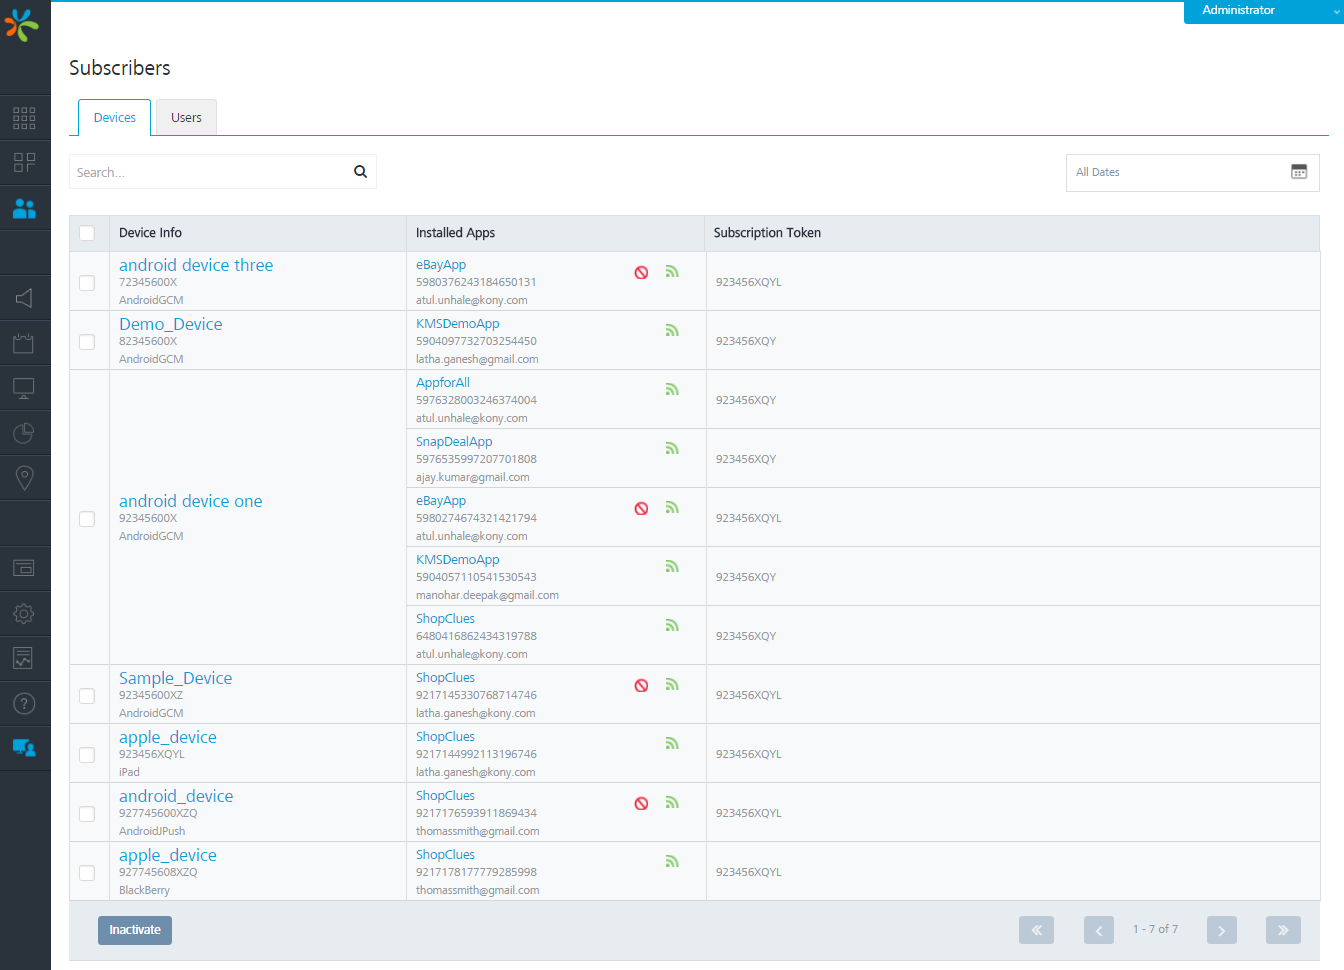 Administrator
Subscribers
Devices
Users
Search...
All Dates
Device Info
Installed Apps
Subscription Token
android device three
72345600X
AndroidGCM
eBayApp
5980376243184650131
atul.unhale@kony.com
923456XQYL
Demo_Device
82345600X
AndroidGCM
KMSDemoApp
5904097732703254450
latha.ganesh@gmail.com
923456XQY
android device one
92345600X
AndroidGCM
AppforAll
5976328003246374004
atul.unhale@kony.com
923456XQY
SnapDealApp
5976535997207701808
ajay.kumar@gmail.com
923456XQY
eBayApp
5980274674321421794
atul.unhale@kony.com
923456XQYL
KMSDemoApp
5904057110541530543
manohar.deepak@gmail.com
923456XQY
ShopClues
6480416862434319788
atul.unhale@kony.com
923456XQY
Sample_Device
92345600XZ
AndroidGCM
ShopClues
9217145330768714746
latha.ganesh@kony.com
923456XQYL
apple_device
923456XQYL
iPad
ShopClues
9217144992113196746
latha.ganesh@kony.com
923456XQYL
android_device
927745600XZQ
AndroidJPush
ShopClues
9217176593911869434
thomassmith@gmail.com
923456XQYL
apple_device
927745608XZQ
BlackBerry
ShopClues
9217178177779285998
thomassmith@gmail.com
923456XQYL
Inactivate
1 - 7 of 7